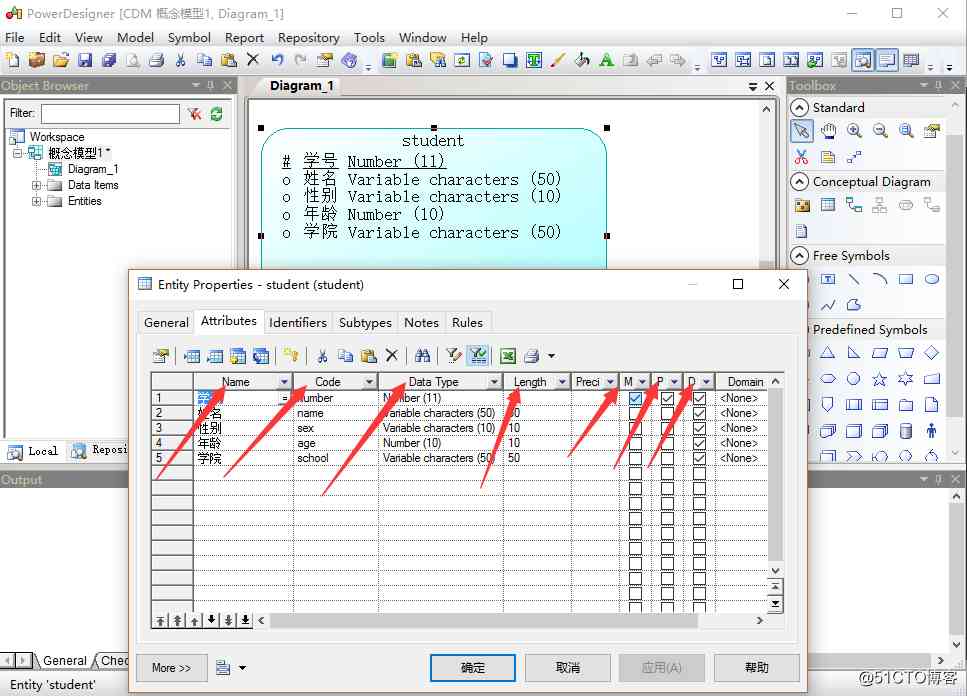 PowerDesigner [CDM 概念模型1, Diagram_1]
File Edit View Model Symbol Report Repository Tools Window Help
Object Browser
Filter:
Workspace
概念模型1 *
Diagram_1
Data Items
Entities
Local
Reposi
Diagram_1
student
# 学号 Number (11)
o 姓名 Variable characters (50)
o 性别 Variable characters (10)
o 年龄 Number (10)
o 学院 Variable characters (50)
Toolbox
Standard
Conceptual Diagram
Free Symbols
Predefined Symbols
Entity Properties - student (student)
General Attributes Identifiers Subtypes Notes Rules
Name Code Data Type Length Preci M P D Domain
1 number Number (11) <None>
2 姓名 name Variable characters (50) 50 <None>
3 性别 sex Variable characters (10) 10 <None>
4 年龄 age Number (10) 10 <None>
5 学院 school Variable characters (50) 50 <None>
More >> 确定 取消 应用(A) 帮助
Output
General Chec
Entity 'student'
@51CTO博客